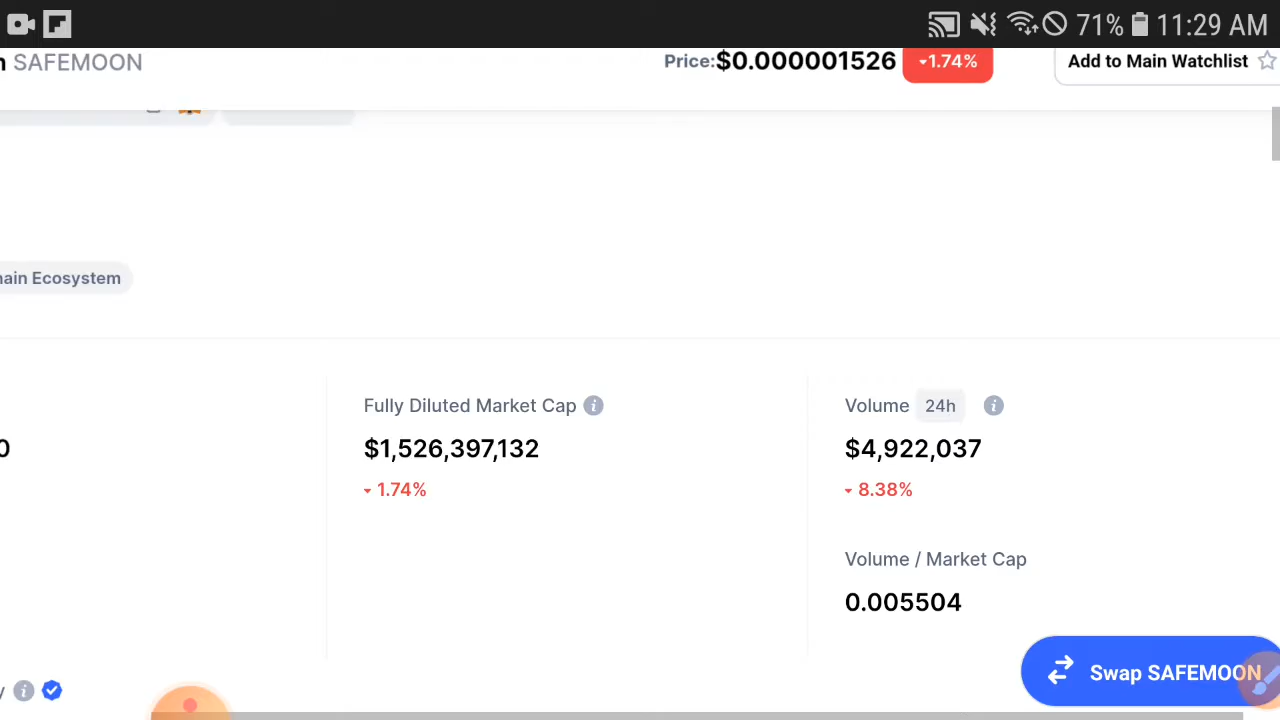 71% 11:29 AM
SAFEMOON Price:$0.000001526 1.74% Add to Main Watchlist
Ecosystem
Fully Diluted Market Cap Volume 24h
0 $1,526,397,132 $4,922,037
1.74% 8.38%
Volume / Market Cap
0.005504
Swap SAFEMOON